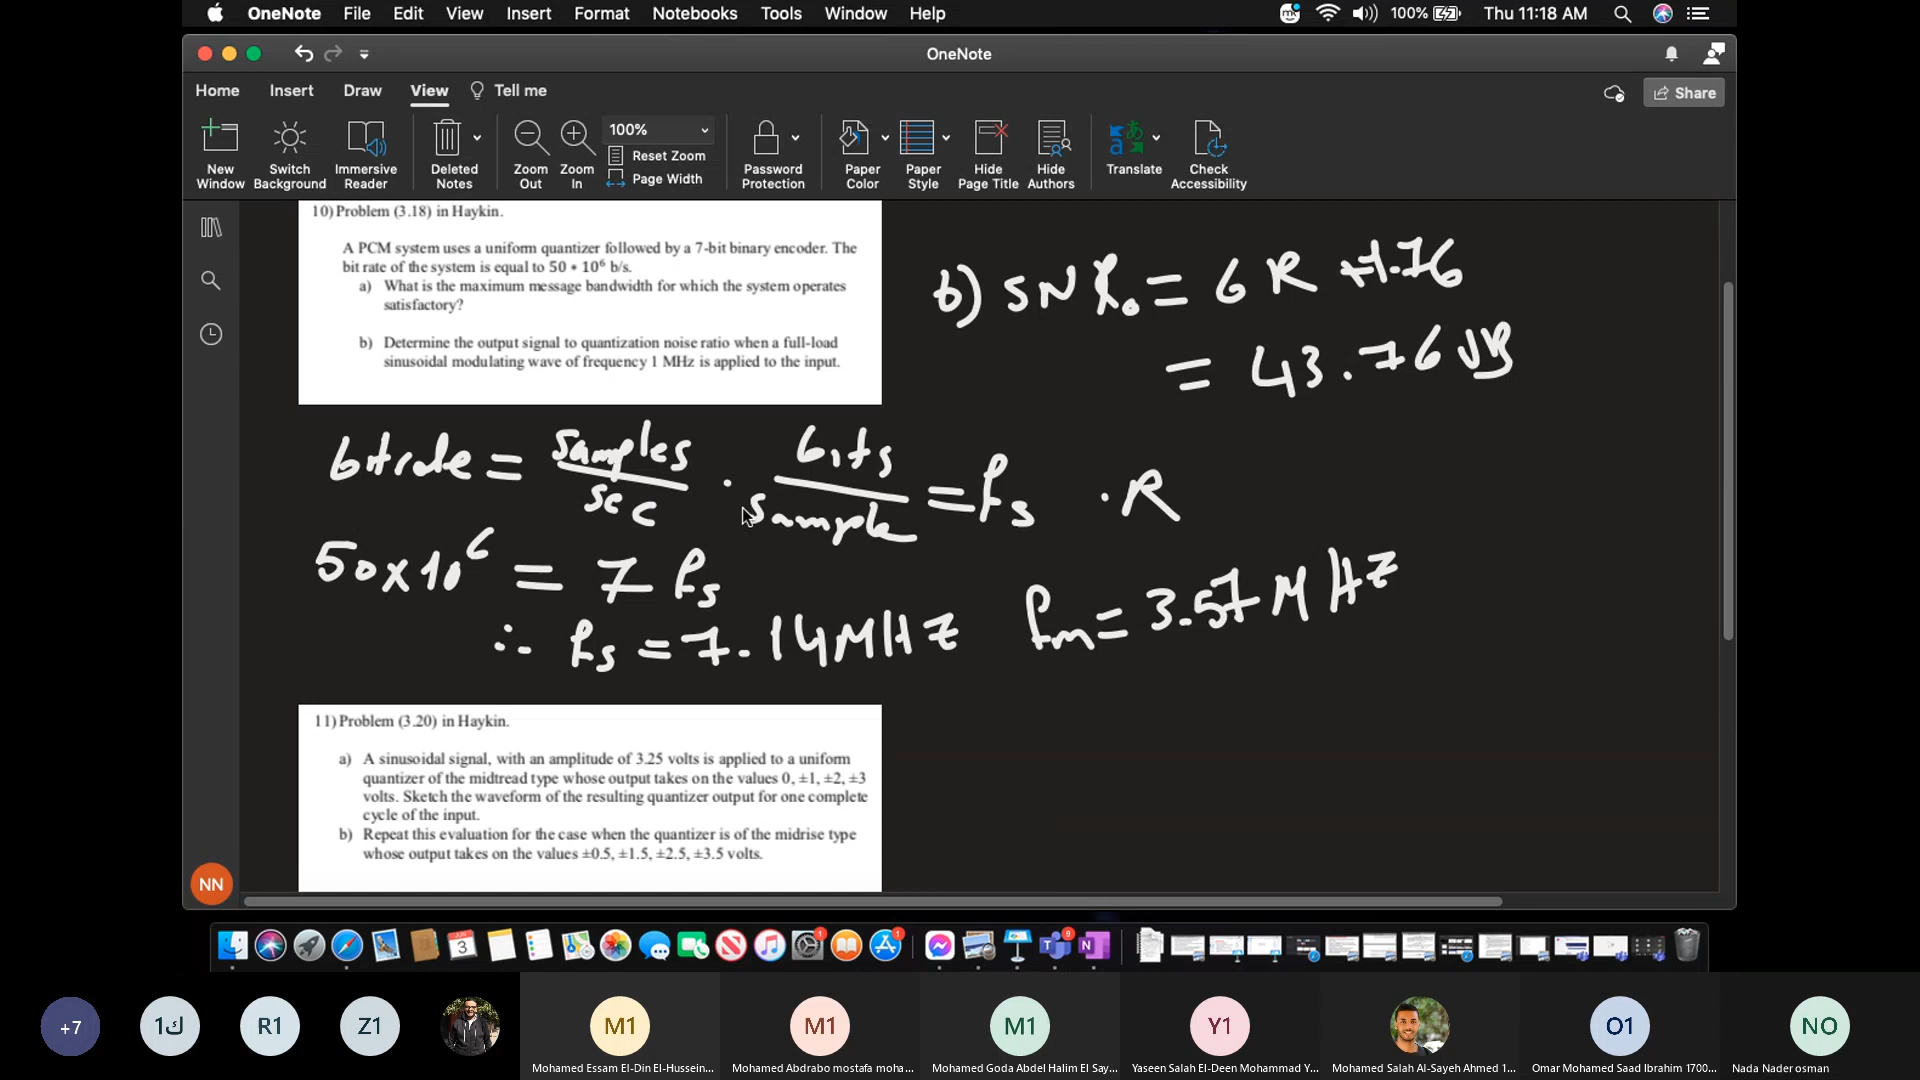 OneNote File Edit View Insert Format Notebooks Tools Window Help
100% Thu 11:18 AM
OneNote
Home Insert Draw View Tell me
Share
New Window
Switch Background
Immersive Reader
Deleted Notes
Zoom Out
Zoom In
100%
Reset Zoom
Page Width
Password Protection
Paper Color
Paper Style
Hide Page Title
Hide Authors
Translate
Check Accessibility
10) Problem (3.18) in Haykin.
A PCM system uses a uniform quantizer followed by a 7-bit binary encoder. The
bit rate of the system is equal to 50 * 10⁶ b/s.
a) What is the maximum message bandwidth for which the system operates
satisfactory?
b) Determine the output signal to quantization noise ratio when a full-load
sinusoidal modulating wave of frequency 1 MHz is applied to the input.
b) SNR₀ = 6R + 1.76
= 43.76 dB
bitrate = samples/sec . bits/sample = fs . R
50x10⁶ = 7 fs
∴ fs = 7.14 MHZ fm = 3.57 MHZ
11) Problem (3.20) in Haykin.
a) A sinusoidal signal, with an amplitude of 3.25 volts is applied to a uniform
quantizer of the midtread type whose output takes on the values 0, ±1, ±2, ±3
volts. Sketch the waveform of the resulting quantizer output for one complete
cycle of the input.
b) Repeat this evaluation for the case when the quantizer is of the midrise type
whose output takes on the values ±0.5, ±1.5, ±2.5, ±3.5 volts.
NN
JUN 3 1 1 9
+7 1ك R1 Z1 M1 M1 M1 Y1 O1 NO
Mohamed Essam El-Din El-Hussein... Mohamed Abdrabo mostafa moha... Mohamed Goda Abdel Halim El Say... Yaseen Salah El-Deen Mohammad Y... Mohamed Salah Al-Sayeh Ahmed 1... Omar Mohamed Saad Ibrahim 1700... Nada Nader osman